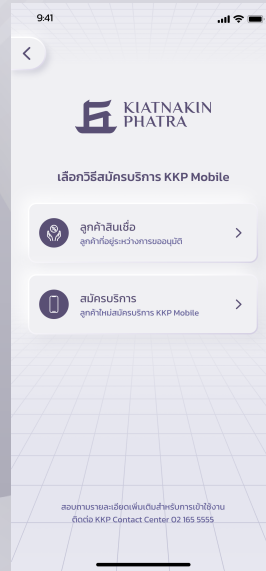 9:41
KIATNAKIN
PHATRA
เลือกวิธีสมัครบริการ KKP Mobile
ลูกค้าสินเชื่อ
ลูกค้าที่อยู่ระหว่างการขออนุมัติ
สมัครบริการ
ลูกค้าใหม่สมัครบริการ KKP Mobile
สอบถามรายละเอียดเพิ่มเติมสำหรับการเข้าใช้งาน
ติดต่อ KKP Contact Center 02 165 5555